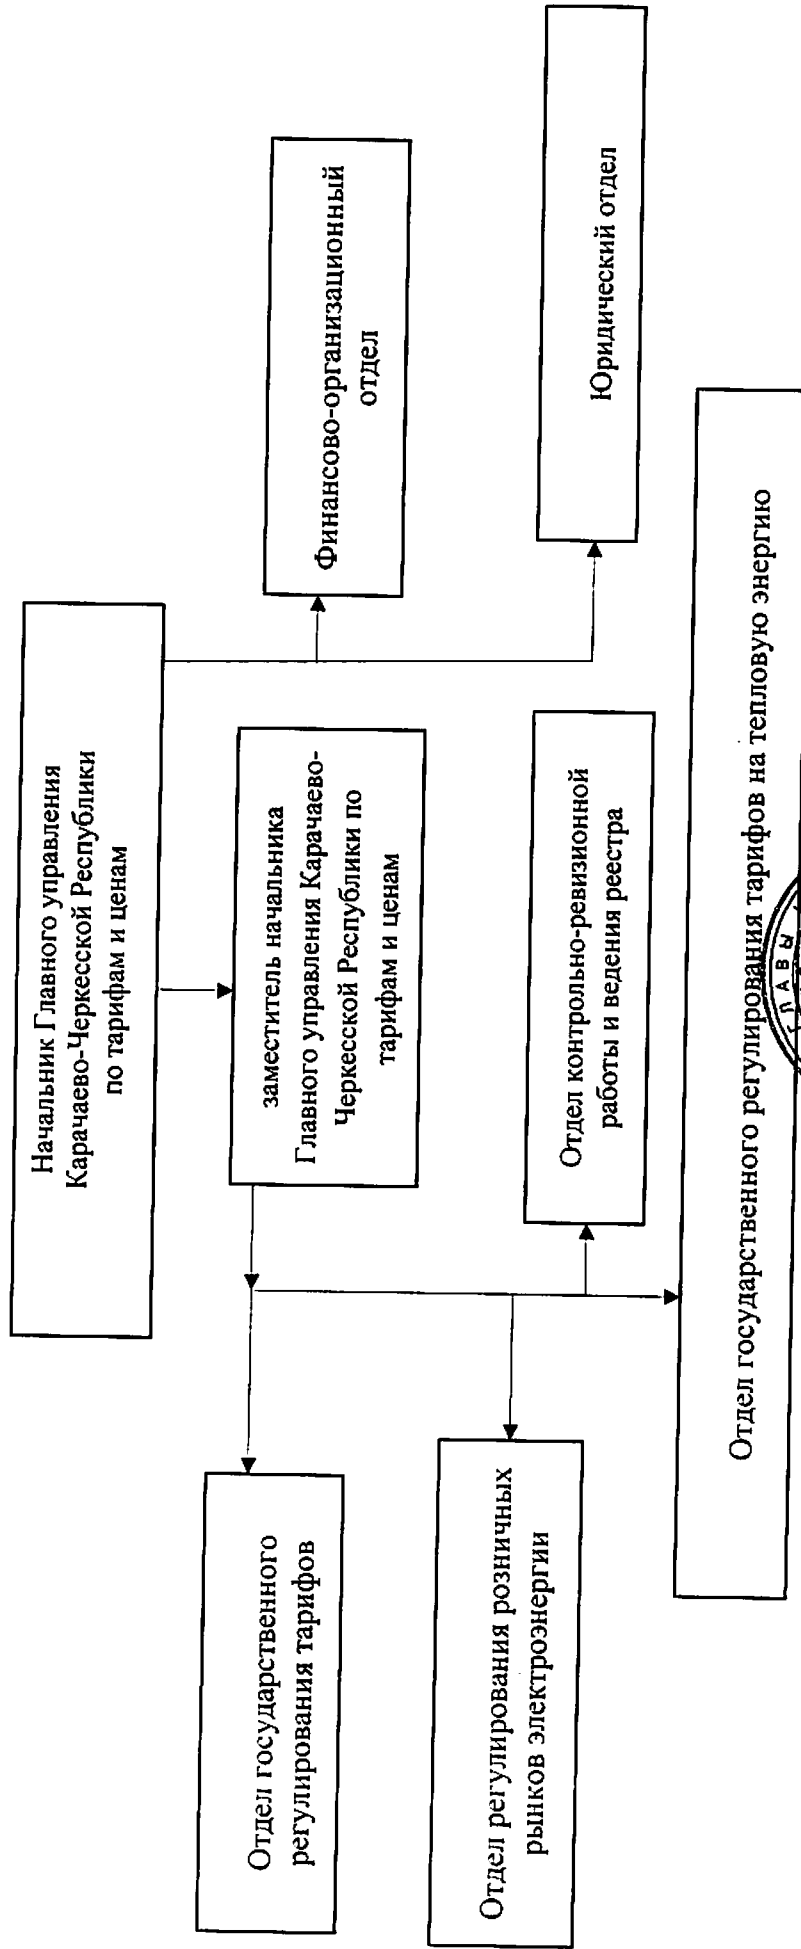 Начальник Главного управления
Карачаево-Черкесской Республики
по тарифам и ценам
заместитель начальника
Главного управления Карачаево-
Черкесской Республики по
тарифам и ценам
Финансово-организационный
отдел
Юридический отдел
Отдел государственного
регулирования тарифов
Отдел регулирования розничных
рынков электроэнергии
Отдел контрольно-ревизионной
работы и ведения реестра
Отдел государственного регулирования тарифов на тепловую энергию
ГЛАВЫ